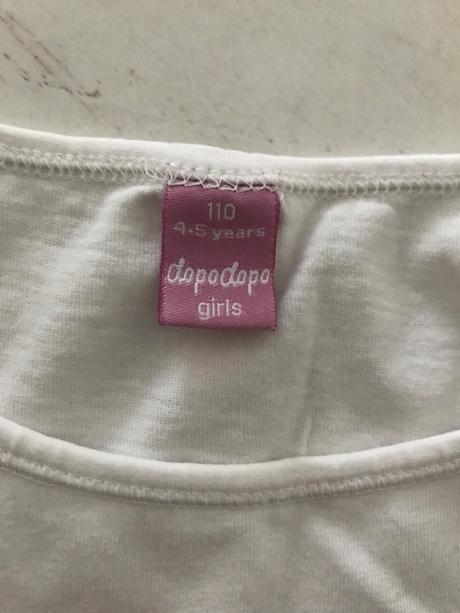 110
4-5 years
dopodopo
girls